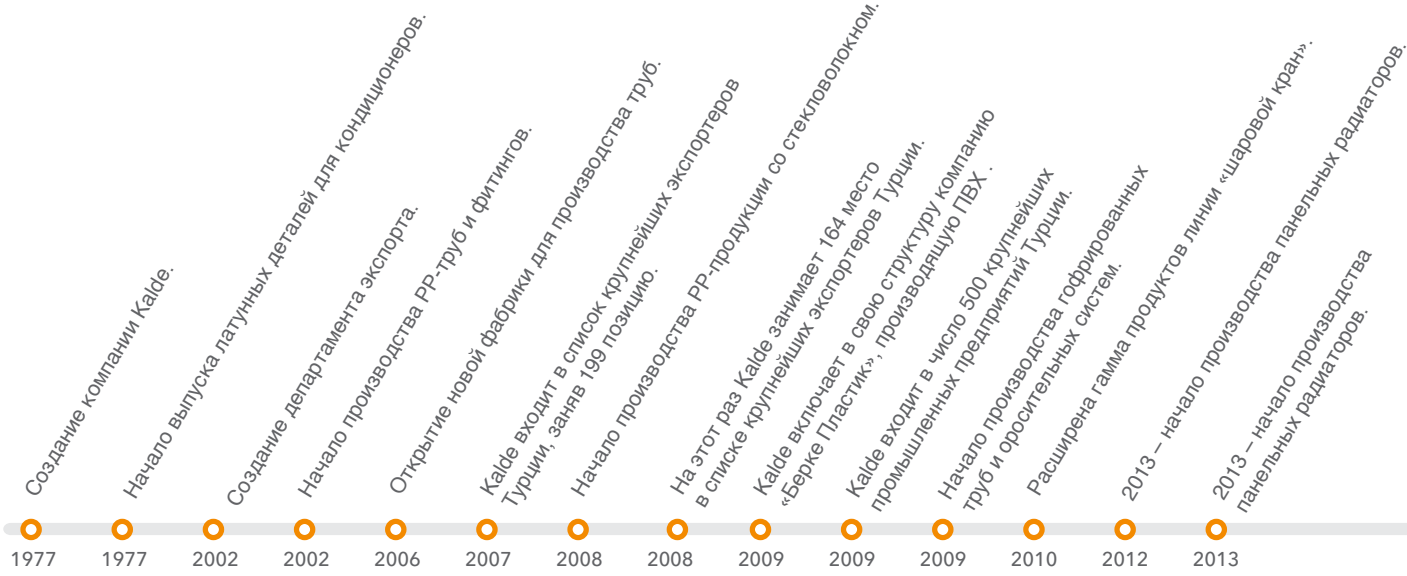 Создание компании Kalde.
Начало выпуска латунных деталей для кондиционеров.
Создание департамента экспорта.
Начало производства PP-труб и фитингов.
Открытие новой фабрики для производства труб.
Kalde входит в список крупнейших экспортеров
Турции, заняв 199 позицию.
Начало производства PP-продукции со стекловолокном.
На этот раз Kalde занимает 164 место
в списке крупнейших экспортеров Турции.
Kalde включает в свою структуру компанию
«Берке Пластик», производящую ПВХ .
Kalde входит в число 500 крупнейших
промышленных предприятий Турции.
Начало производства гофрированных
труб и оросительных систем.
Расширена гамма продуктов линии «шаровой кран».
2013 – начало производства панельных радиаторов.
2013 – начало производства
панельных радиаторов.
1977 1977 2002 2002 2006 2007 2008 2008 2009 2009 2009 2010 2012 2013